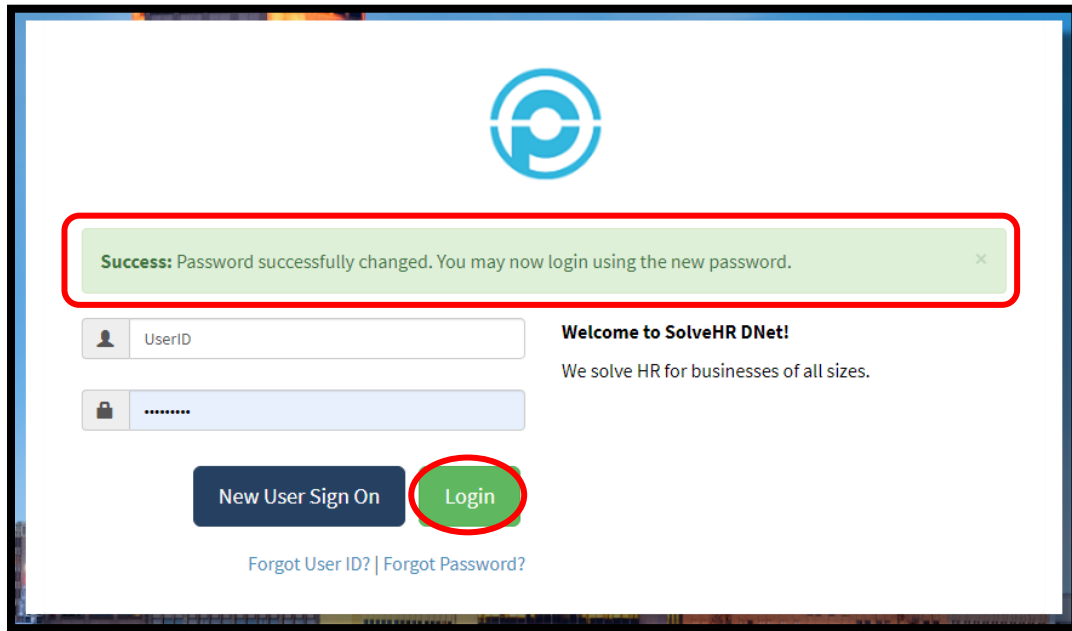 Success: Password successfully changed. You may now login using the new password. ×
UserID
Welcome to SolveHR DNet!
We solve HR for businesses of all sizes.
•••••••••
New User Sign On
Login
Forgot User ID? | Forgot Password?